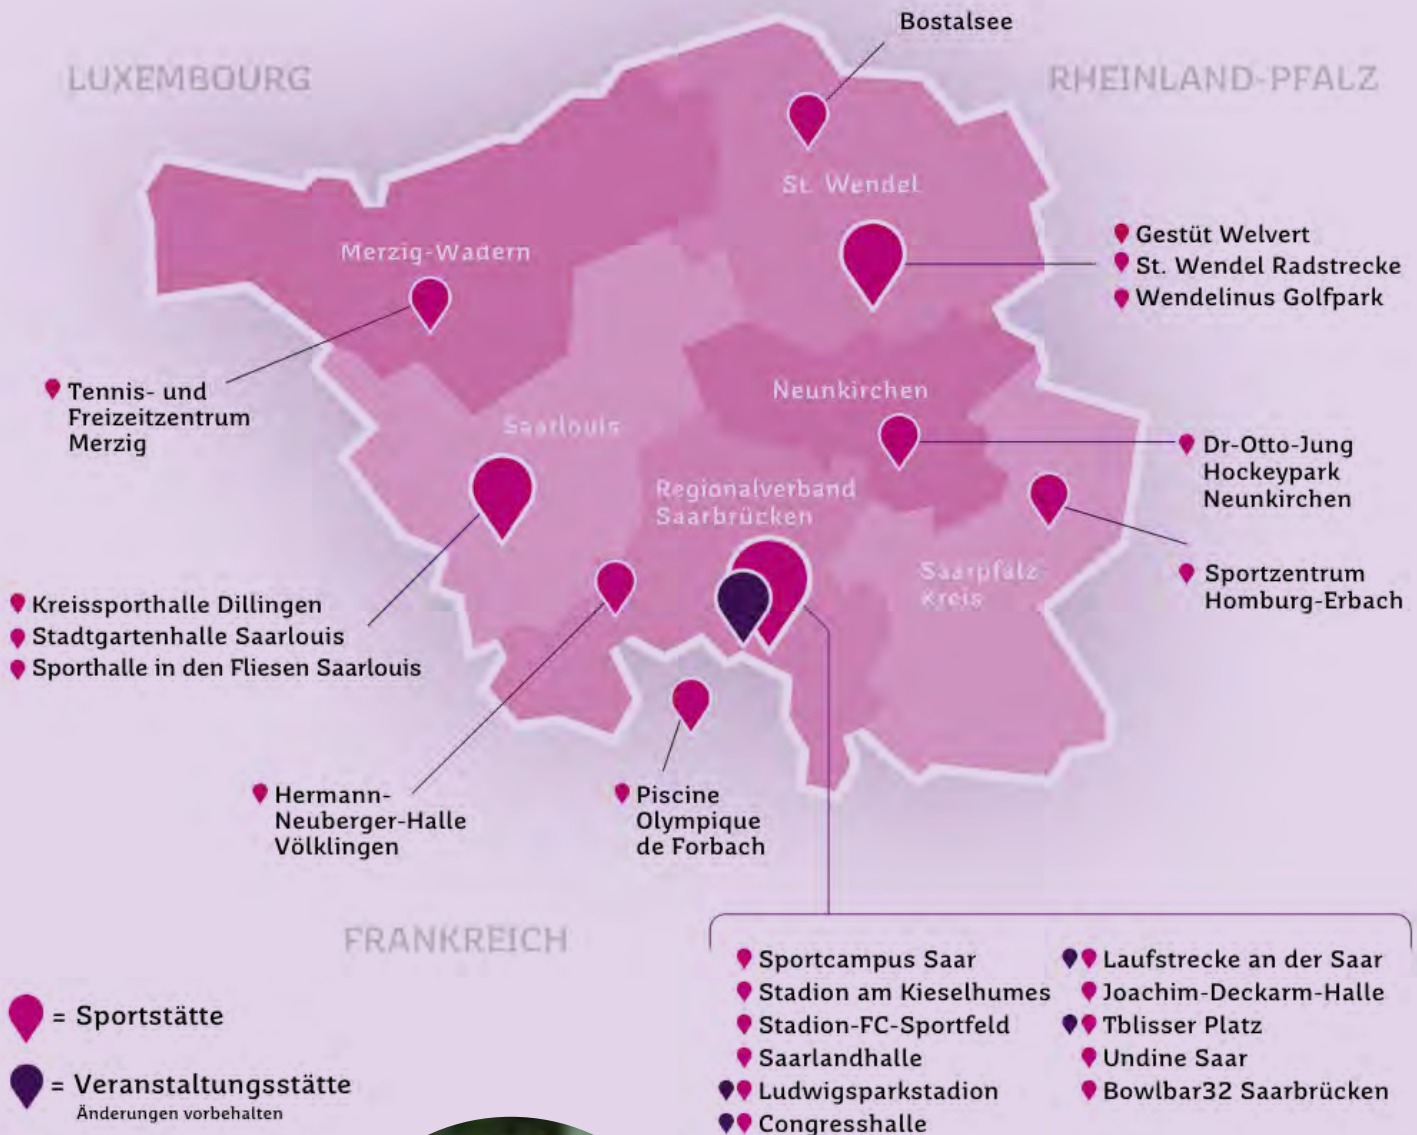 Bostalsee
LUXEMBOURG
RHEINLAND-PFALZ
St. Wendel
Merzig-Wadern
Gestüt Welvert
St. Wendel Radstrecke
Wendelinus Golfpark
Tennis- und
Freizeitzentrum
Merzig
Neunkirchen
Saarlouis
Dr-Otto-Jung
Hockeypark
Neunkirchen
Regionalverband
Saarbrücken
Saarpfalz-
Kreis
Sportzentrum
Homburg-Erbach
Kreissporthalle Dillingen
Stadtgartenhalle Saarlouis
Sporthalle in den Fliesen Saarlouis
Hermann-
Neuberger-Halle
Völklingen
Piscine
Olympique
de Forbach
FRANKREICH
= Sportstätte
= Veranstaltungsstätte
Änderungen vorbehalten
Sportcampus Saar
Stadion am Kieselhumes
Stadion-FC-Sportfeld
Saarlandhalle
Ludwigsparkstadion
Congresshalle
Laufstrecke an der Saar
Joachim-Deckarm-Halle
Tblisser Platz
Undine Saar
Bowlbar32 Saarbrücken